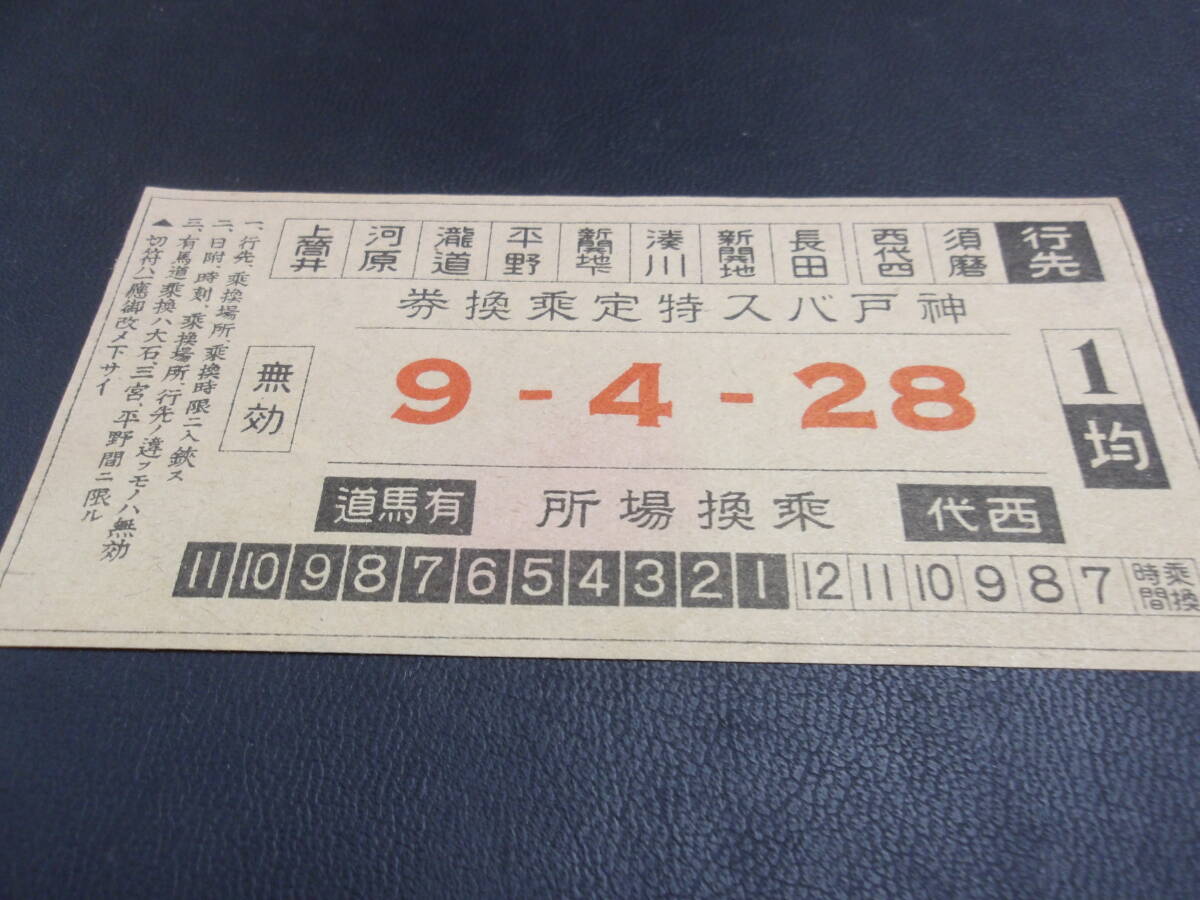 行先 須磨 西代四 長田 新開地 湊川 新開地 平野 瀧道 河原 上筒井
神戸バス特定乗換券
1均
9-4-28
無効
西代 乗換場所 有馬道
乗換時間 7 8 9 10 11 12 1 2 3 4 5 6 7 8 9 10 11
一、行先、乗換場所、乗換時限ニ入鋏ス
二、日附、時刻、乗換場所、行先ノ違フモノハ無効
三、有馬道乗換ハ大石、三宮、平野間ニ限ル
▲切符ハ應御改メ下サイ